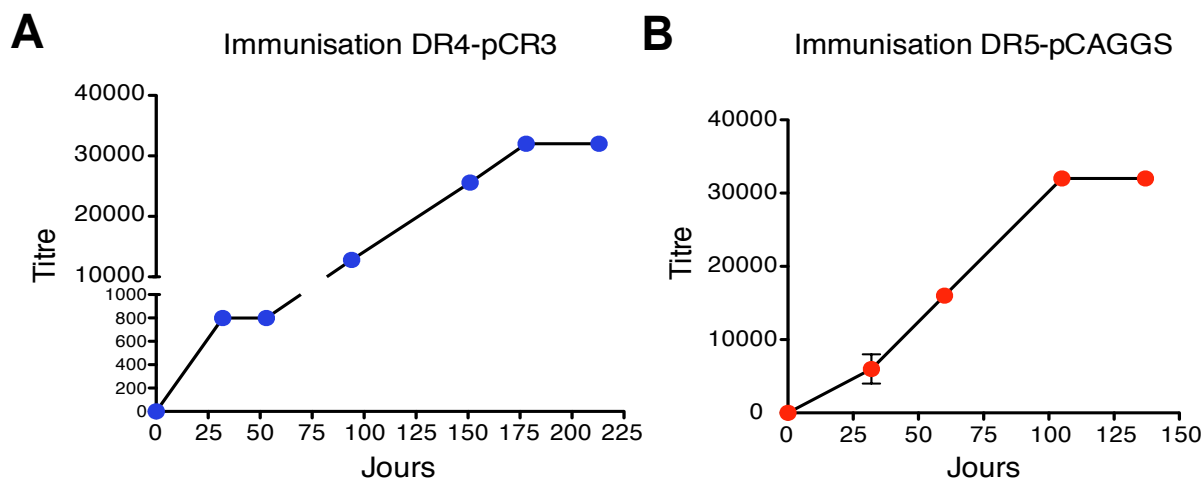 A
Immunisation DR4-pCR3
Titre
40000
30000
20000
10000
1000
800
600
400
200
0
0 25 50 75 100 125 150 175 200 225
Jours
B
Immunisation DR5-pCAGGS
Titre
40000
30000
20000
10000
0
0 25 50 75 100 125 150
Jours